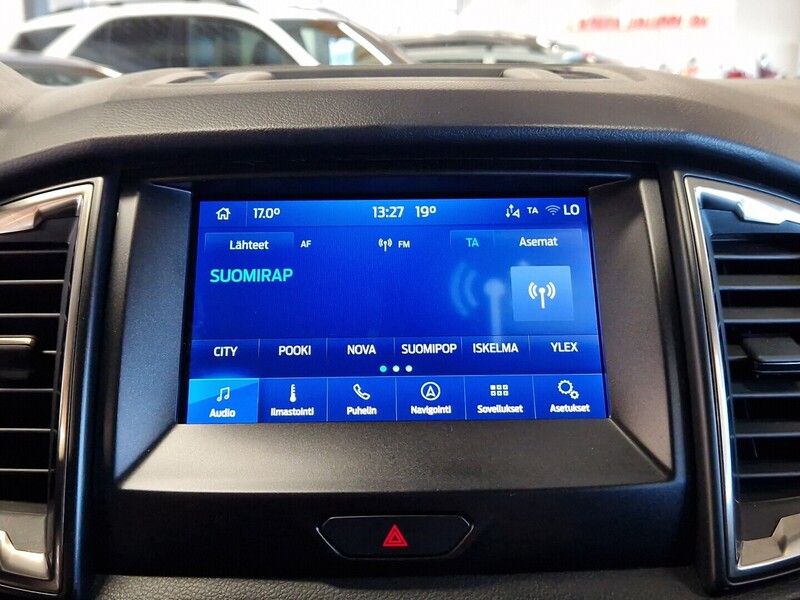 17.0° 13:27 19° TA LO
Lähteet AF FM TA Asemat
SUOMIRAP
CITY POOKI NOVA SUOMIPOP ISKELMA YLEX
Audio Ilmastointi Puhelin Navigointi Sovellukset Asetukset